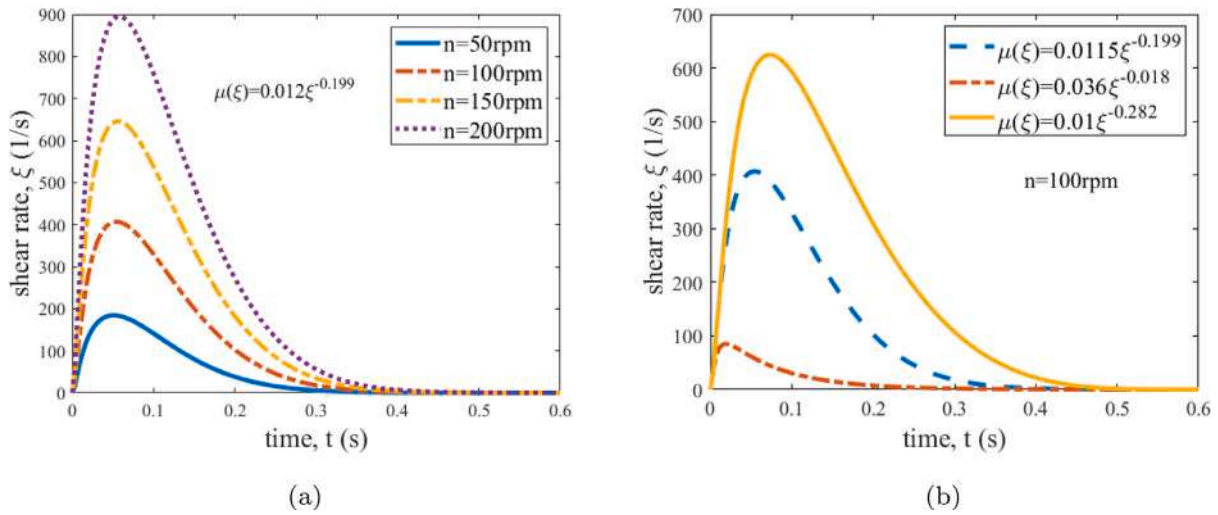 900
800
700
600
500
400
300
200
100
0
shear rate, ξ (1/s)
0
0.1
0.2
0.3
0.4
0.5
0.6
time, t (s)
n=50rpm
n=100rpm
n=150rpm
n=200rpm
μ(ξ)=0.012ξ^-0.199
(a)
700
600
500
400
300
200
100
0
shear rate, ξ (1/s)
0
0.1
0.2
0.3
0.4
0.5
0.6
time, t (s)
μ(ξ)=0.0115ξ^-0.199
μ(ξ)=0.036ξ^-0.018
μ(ξ)=0.01ξ^-0.282
n=100rpm
(b)